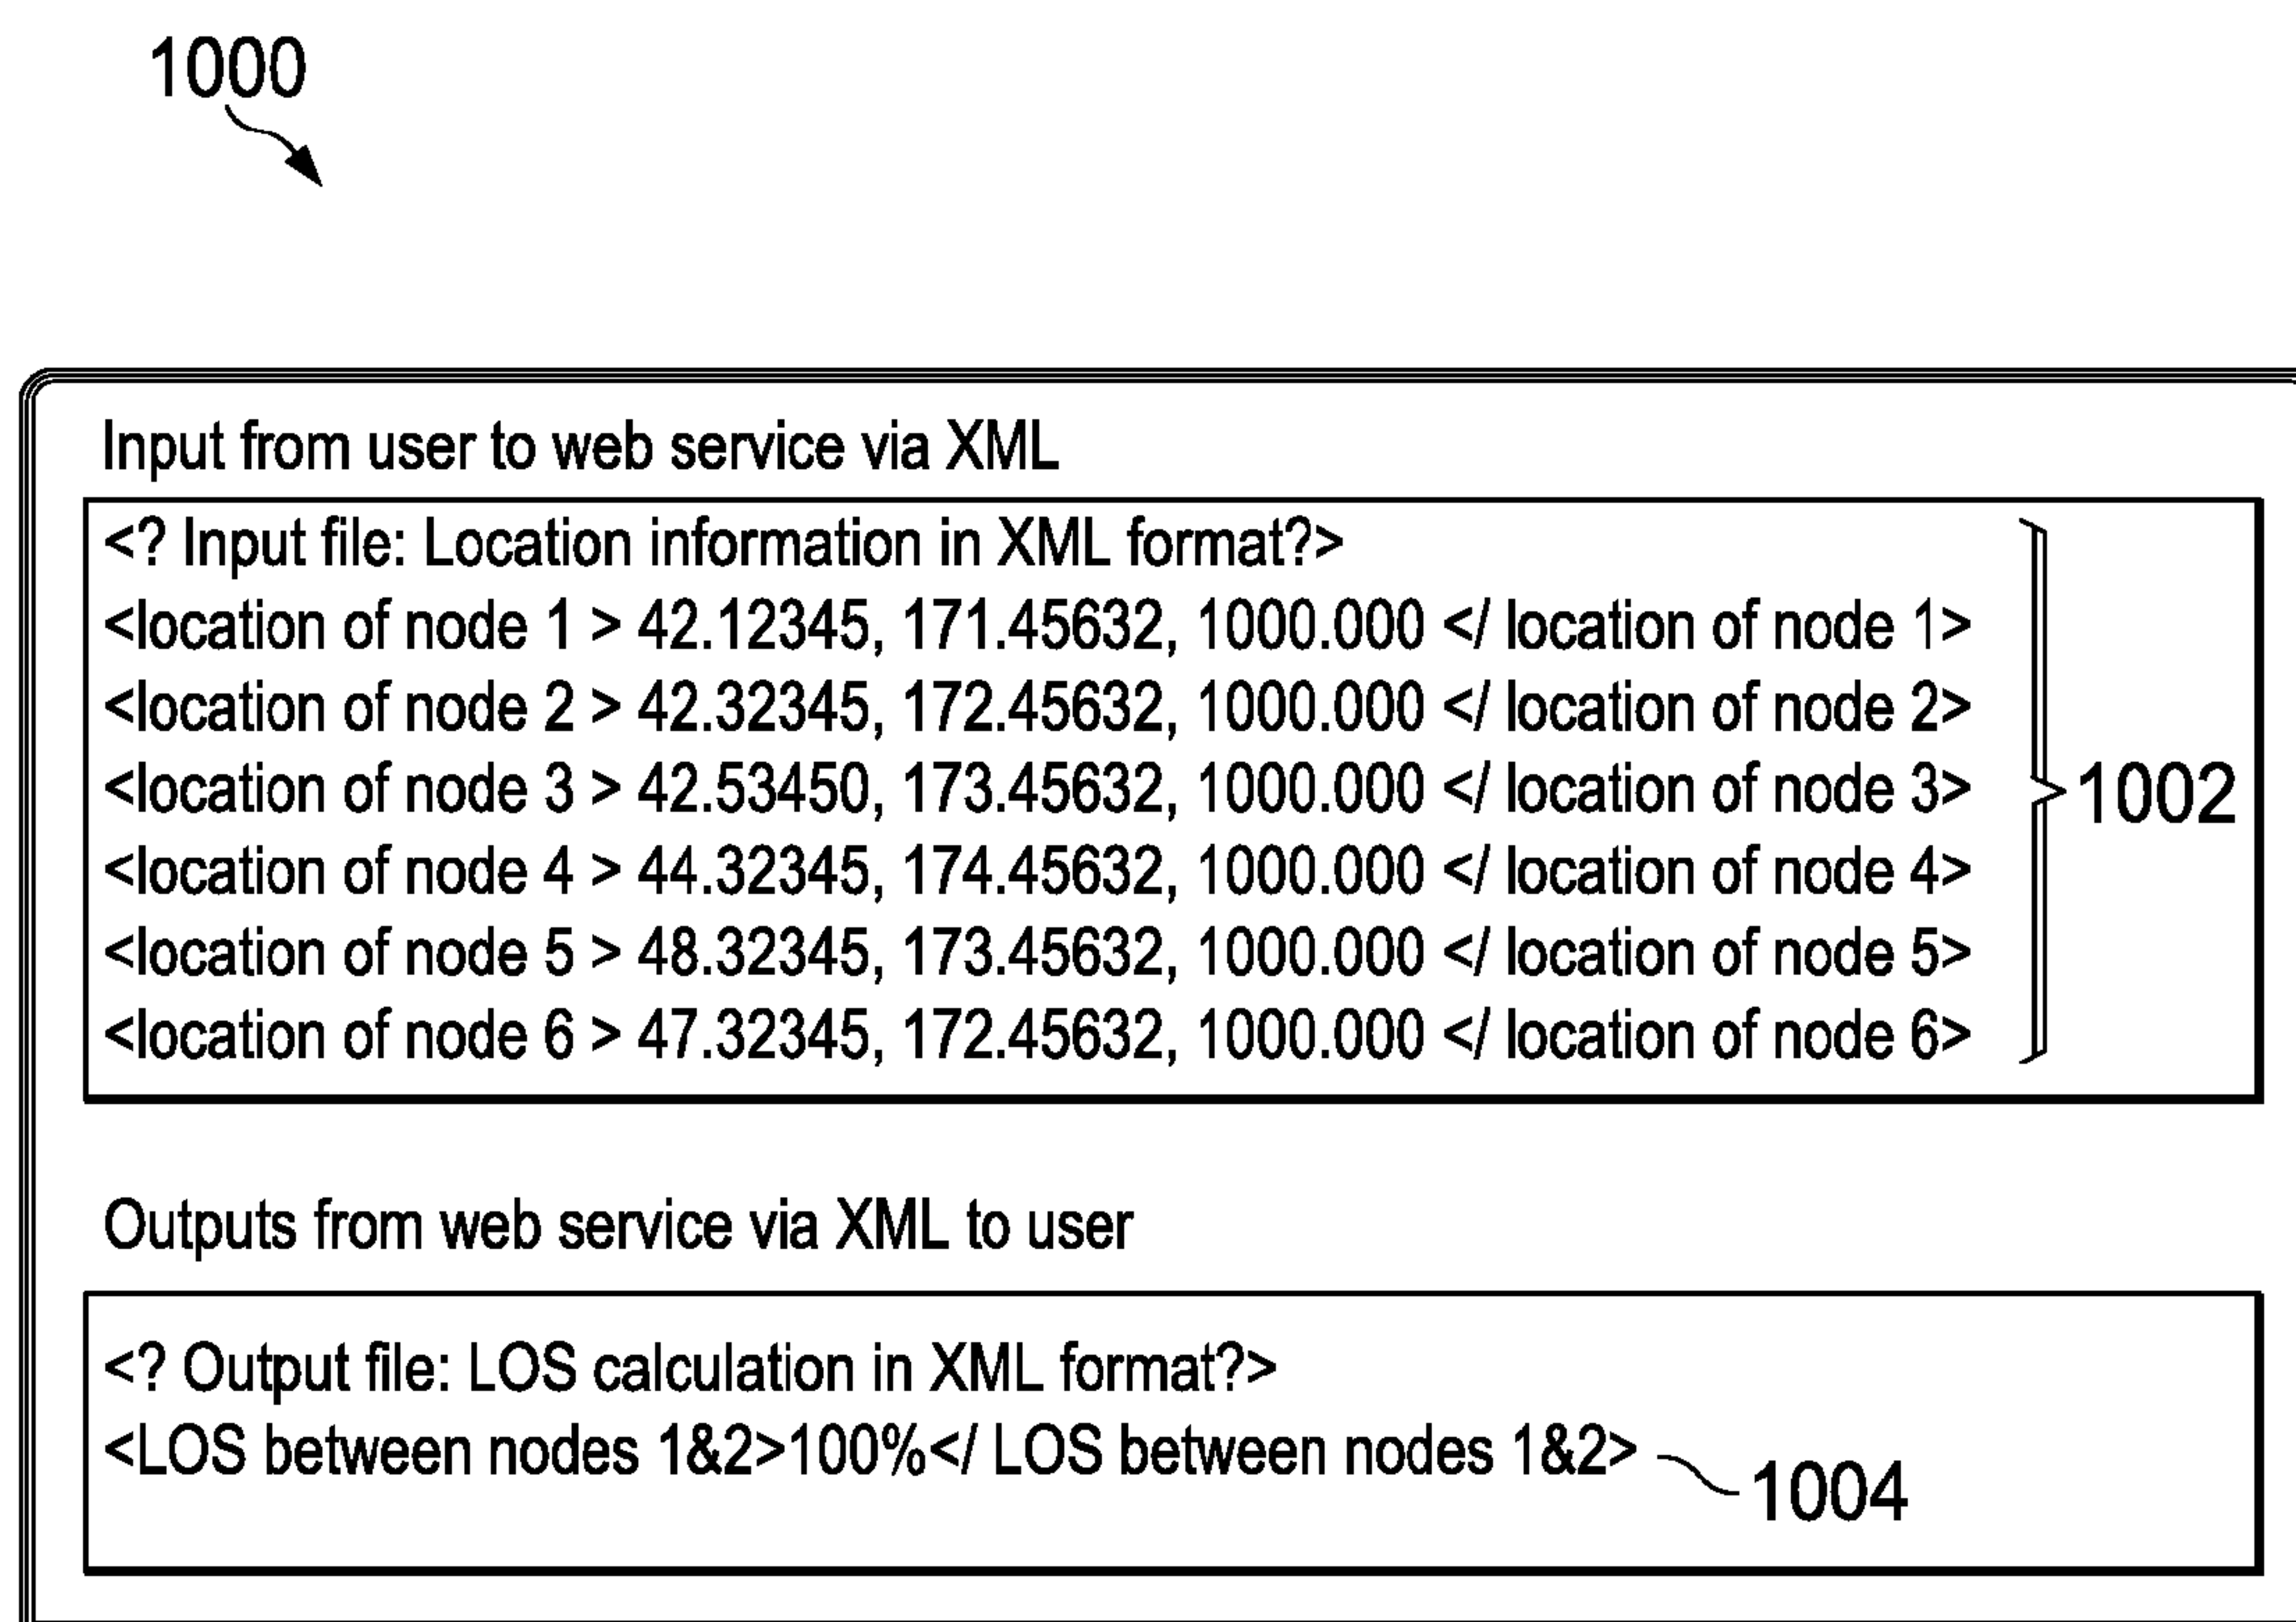 1000
Input from user to web service via XML
<? Input file: Location information in XML format?>
<location of node 1 > 42.12345, 171.45632, 1000.000 </ location of node 1>
<location of node 2 > 42.32345, 172.45632, 1000.000 </ location of node 2>
<location of node 3 > 42.53450, 173.45632, 1000.000 </ location of node 3>
1002
<location of node 4 > 44.32345, 174.45632, 1000.000 </ location of node 4>
<location of node 5 > 48.32345, 173.45632, 1000.000 </ location of node 5>
<location of node 6 > 47.32345, 172.45632, 1000.000 </ location of node 6>
Outputs from web service via XML to user
<? Output file: LOS calculation in XML format?>
<LOS between nodes 1&2>100%</ LOS between nodes 1&2>
1004